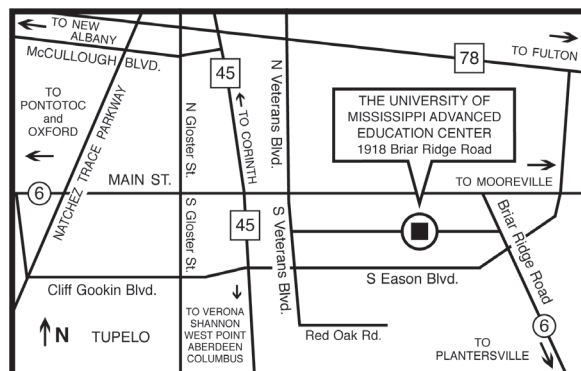 TO NEW
ALBANY
McCULLOUGH BLVD.
45
78
TO FULTON
TO
PONTOTOC
and
OXFORD
NATCHEZ TRACE PARKWAY
N Gloster St.
TO CORINTH
N Veterans Blvd.
THE UNIVERSITY OF
MISSISSIPPI ADVANCED
EDUCATION CENTER
1918 Briar Ridge Road
6
MAIN ST.
TO MOOREVILLE
S Gloster St.
45
S Veterans Blvd.
Briar Ridge Road
S Eason Blvd.
Cliff Gookin Blvd.
N
TUPELO
TO VERONA
SHANNON
WEST POINT
ABERDEEN
COLUMBUS
Red Oak Rd.
6
TO
PLANTERSVILLE